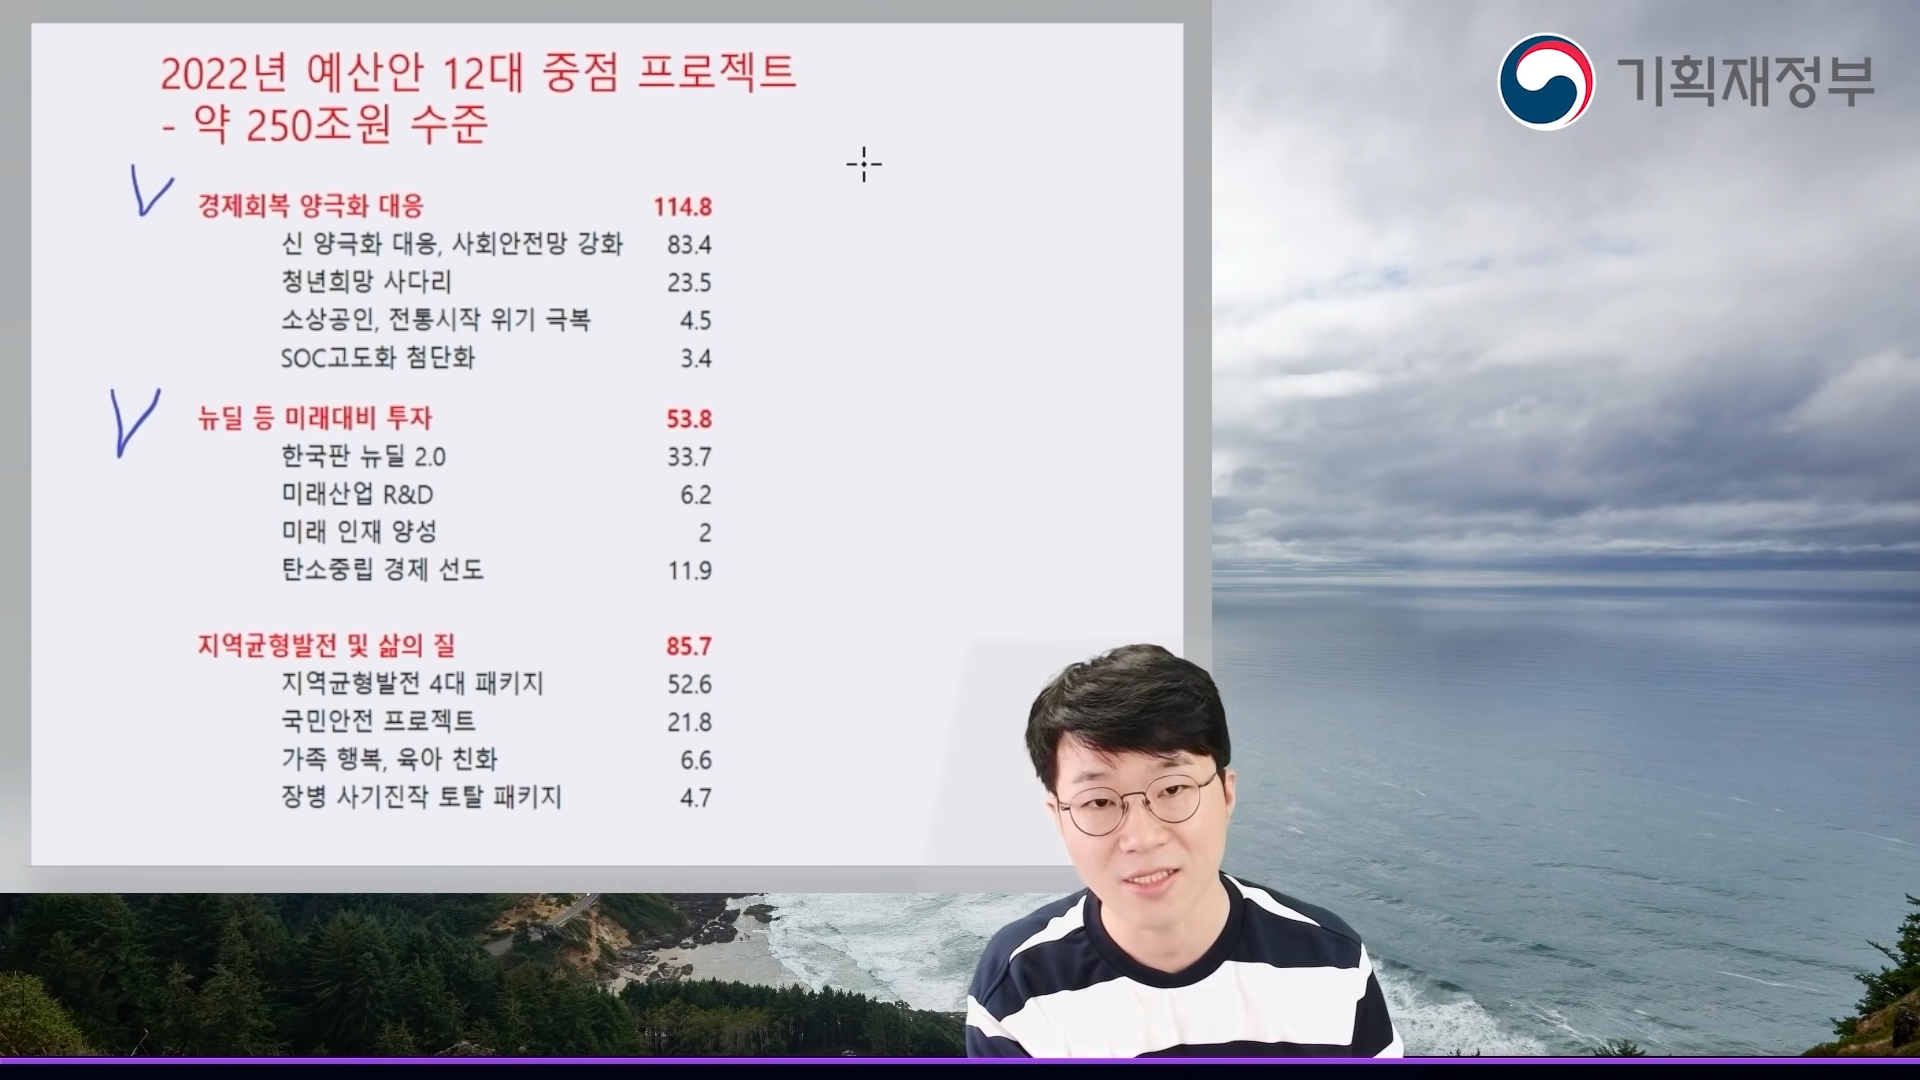 2022년 예산안 12대 중점 프로젝트
- 약 250조원 수준
기획재정부
경제회복 양극화 대응 114.8
신 양극화 대응, 사회안전망 강화 83.4
청년희망 사다리 23.5
소상공인, 전통시작 위기 극복 4.5
SOC고도화 첨단화 3.4
뉴딜 등 미래대비 투자 53.8
한국판 뉴딜 2.0 33.7
미래산업 R&D 6.2
미래 인재 양성 2
탄소중립 경제 선도 11.9
지역균형발전 및 삶의 질 85.7
지역균형발전 4대 패키지 52.6
국민안전 프로젝트 21.8
가족 행복, 육아 친화 6.6
장병 사기진작 토탈 패키지 4.7